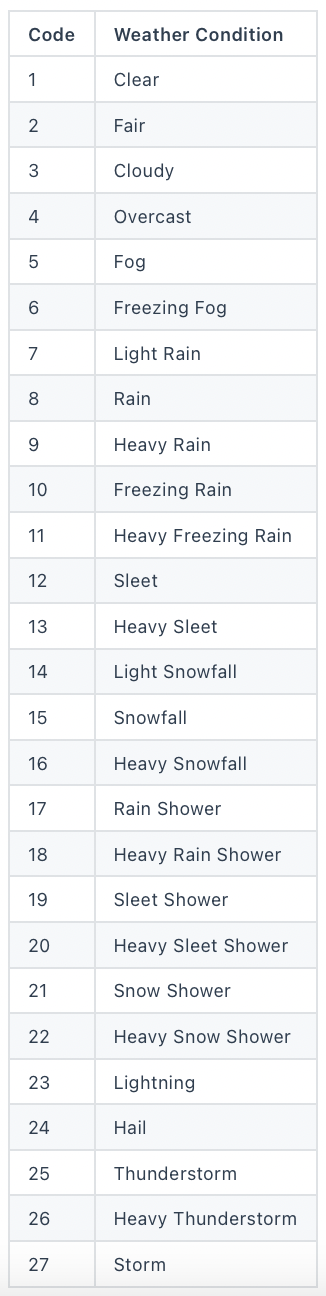 Code Weather Condition
1 Clear
2 Fair
3 Cloudy
4 Overcast
5 Fog
6 Freezing Fog
7 Light Rain
8 Rain
9 Heavy Rain
10 Freezing Rain
11 Heavy Freezing Rain
12 Sleet
13 Heavy Sleet
14 Light Snowfall
15 Snowfall
16 Heavy Snowfall
17 Rain Shower
18 Heavy Rain Shower
19 Sleet Shower
20 Heavy Sleet Shower
21 Snow Shower
22 Heavy Snow Shower
23 Lightning
24 Hail
25 Thunderstorm
26 Heavy Thunderstorm
27 Storm